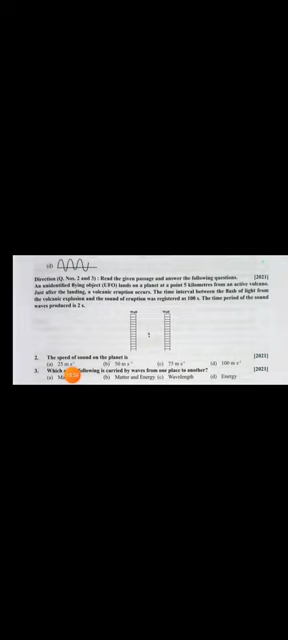 (d)
Direction (Q. Nos. 2 and 3) : Read the given passage and answer the following questions. [2021]
An unidentified flying object (UFO) lands on a planet at a point 5 kilometres from an active volcano.
Just after the landing, a volcanic eruption occurs. The time interval between the flash of light from
the volcanic explosion and the sound of eruption was registered as 100 s. The time period of the sound
waves produced is 2 s.
Wall Wall
2. The speed of sound on the planet is [2021]
(a) 25 m s⁻¹ (b) 50 m s⁻¹ (c) 75 m s⁻¹ (d) 100 m s⁻¹
3. Which following is carried by waves from one place to another? [2021]
(a) (b) Matter and Energy (c) Wavelength (d) Energy